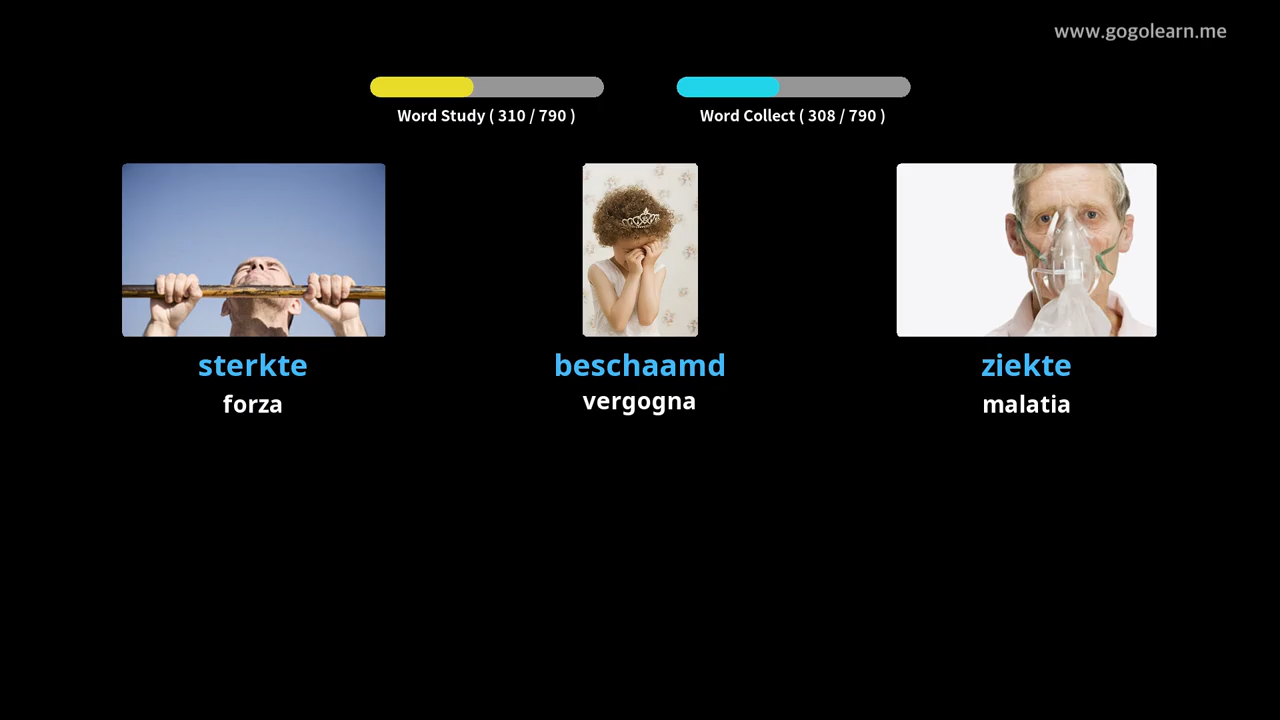 www.gogolearn.me
Word Study ( 310 / 790 )
Word Collect ( 308 / 790 )
sterkte
forza
beschaamd
vergogna
ziekte
malatia